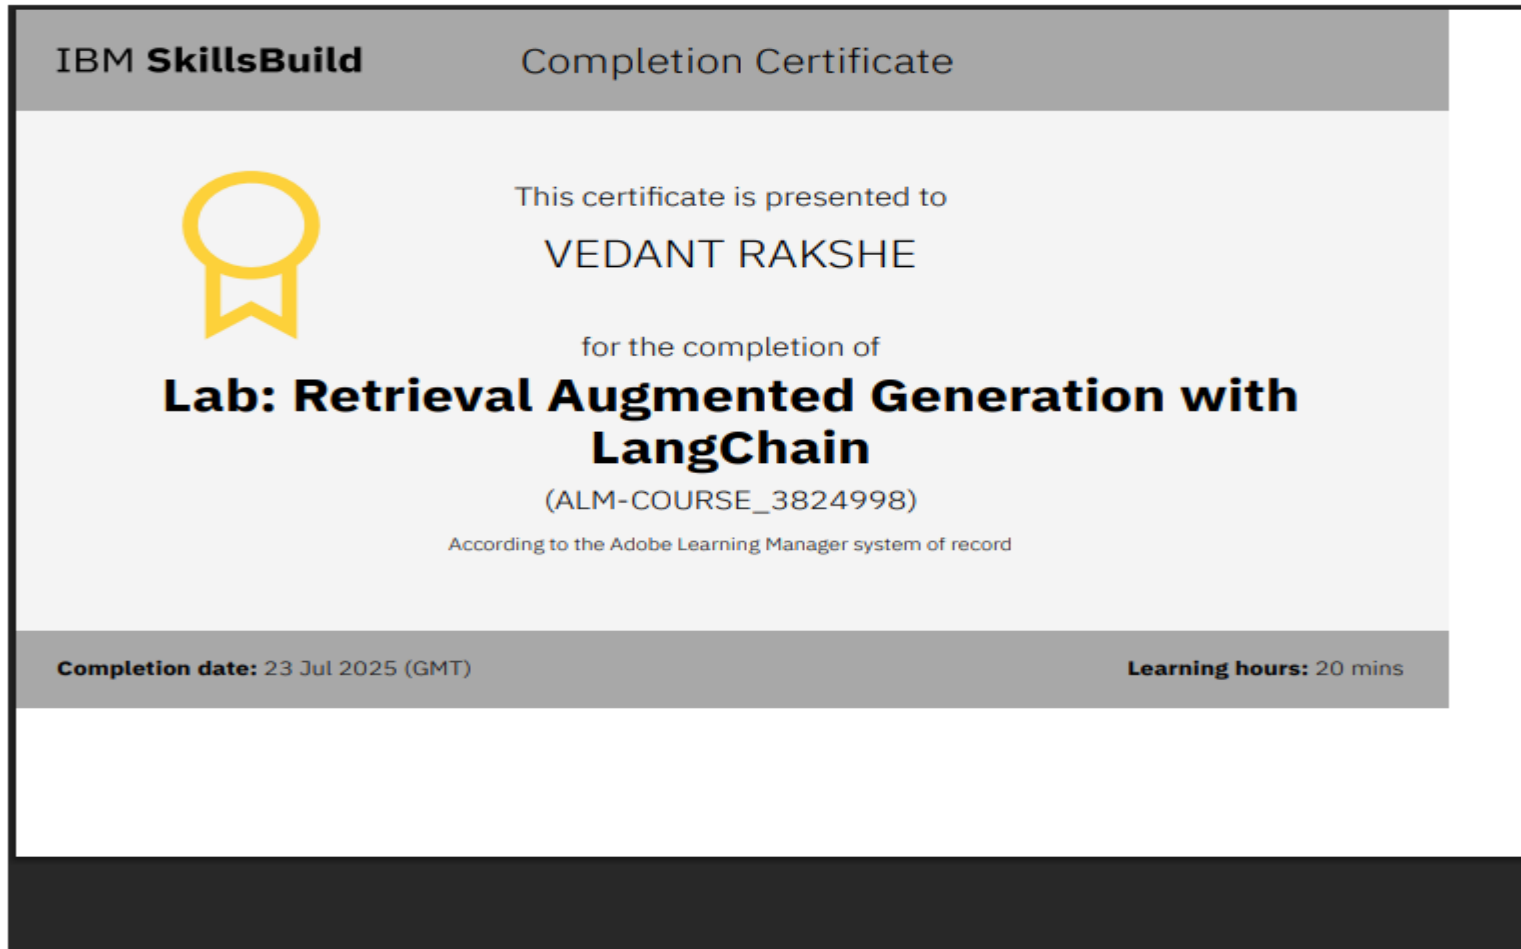 IBM SkillsBuild
Completion Certificate
This certificate is presented to
VEDANT RAKSHE
for the completion of
Lab: Retrieval Augmented Generation with
LangChain
(ALM-COURSE_3824998)
According to the Adobe Learning Manager system of record
Completion date: 23 Jul 2025 (GMT)
Learning hours: 20 mins